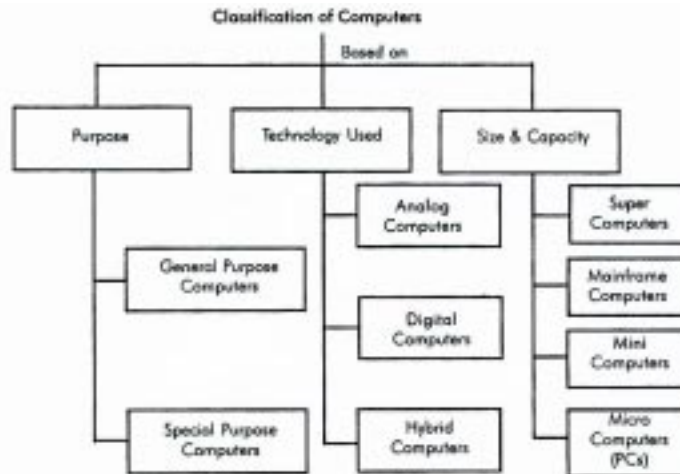 Classification of Computers
Based on
Purpose
Technology Used
Size & Capacity
General Purpose
Computers
Special Purpose
Computers
Analog
Computers
Digital
Computers
Hybrid
Computers
Super
Computers
Mainframe
Computers
Mini
Computers
Micro
Computers
(PCs)